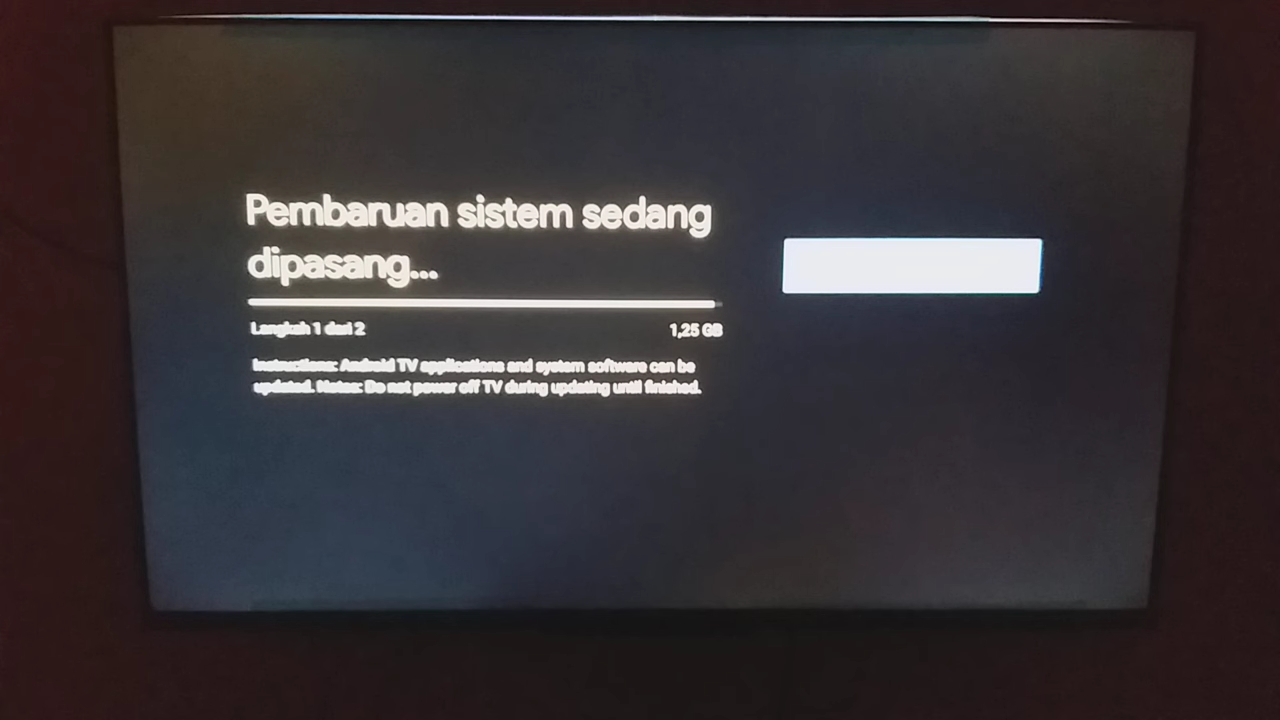 Pembaruan sistem sedang
dipasang...
Langkah 1 dari 2
1,25 GB
Instructions: Android TV applications and system software can be
updated. Notes: Do not power off TV during updating until finished.